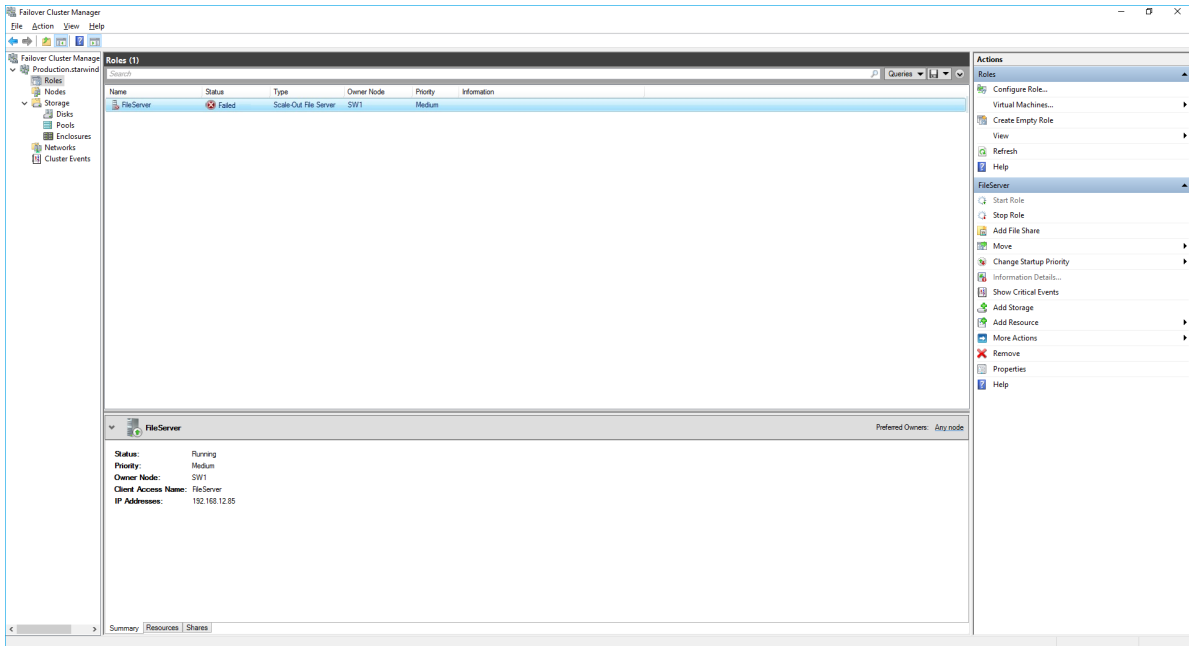 Failover Cluster Manager
File Action View Help
Failover Cluster Manage
Production.starwind
Roles
Nodes
Storage
Disks
Pools
Enclosures
Networks
Cluster Events
Roles (1)
Search
Queries
Name Status Type Owner Node Priority Information
FileServer Failed Scale-Out File Server SW1 Medium
FileServer
Preferred Owners: Any node
Status: Running
Priority: Medium
Owner Node: SW1
Client Access Name: FileServer
IP Addresses: 192.168.12.85
Summary Resources Shares
Actions
Roles
Configure Role...
Virtual Machines...
Create Empty Role
View
Refresh
Help
FileServer
Start Role
Stop Role
Add File Share
Move
Change Startup Priority
Information Details...
Show Critical Events
Add Storage
Add Resource
More Actions
Remove
Properties
Help